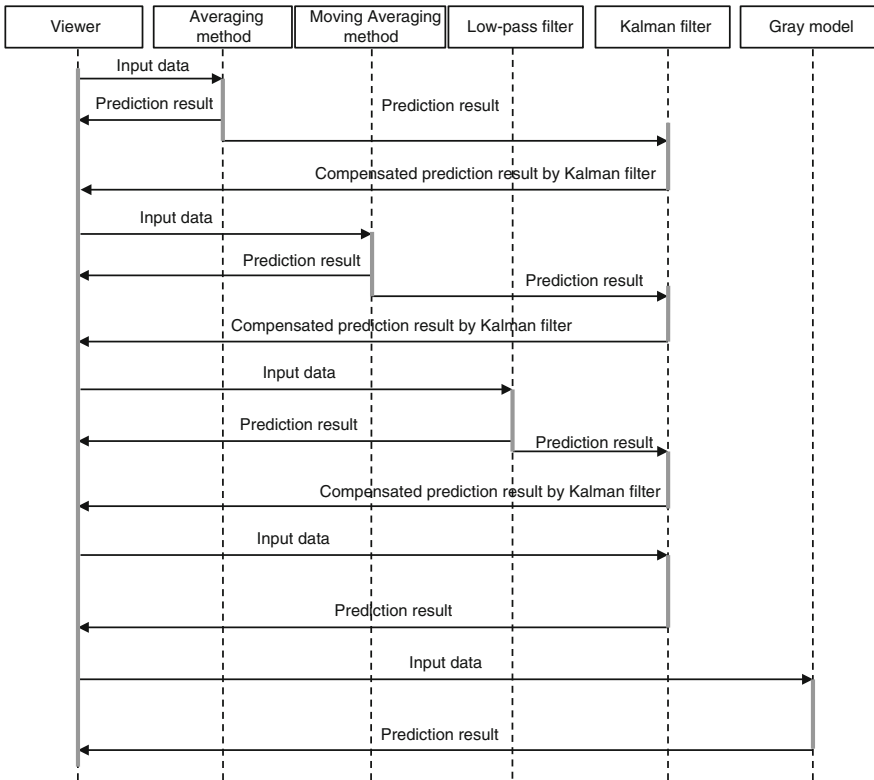 Viewer
Averaging
method
Moving Averaging
method
Low-pass filter
Kalman filter
Gray model
Input data
Prediction result
Prediction result
Compensated prediction result by Kalman filter
Input data
Prediction result
Prediction result
Compensated prediction result by Kalman filter
Input data
Prediction result
Prediction result
Compensated prediction result by Kalman filter
Input data
Prediction result
Input data
Prediction result